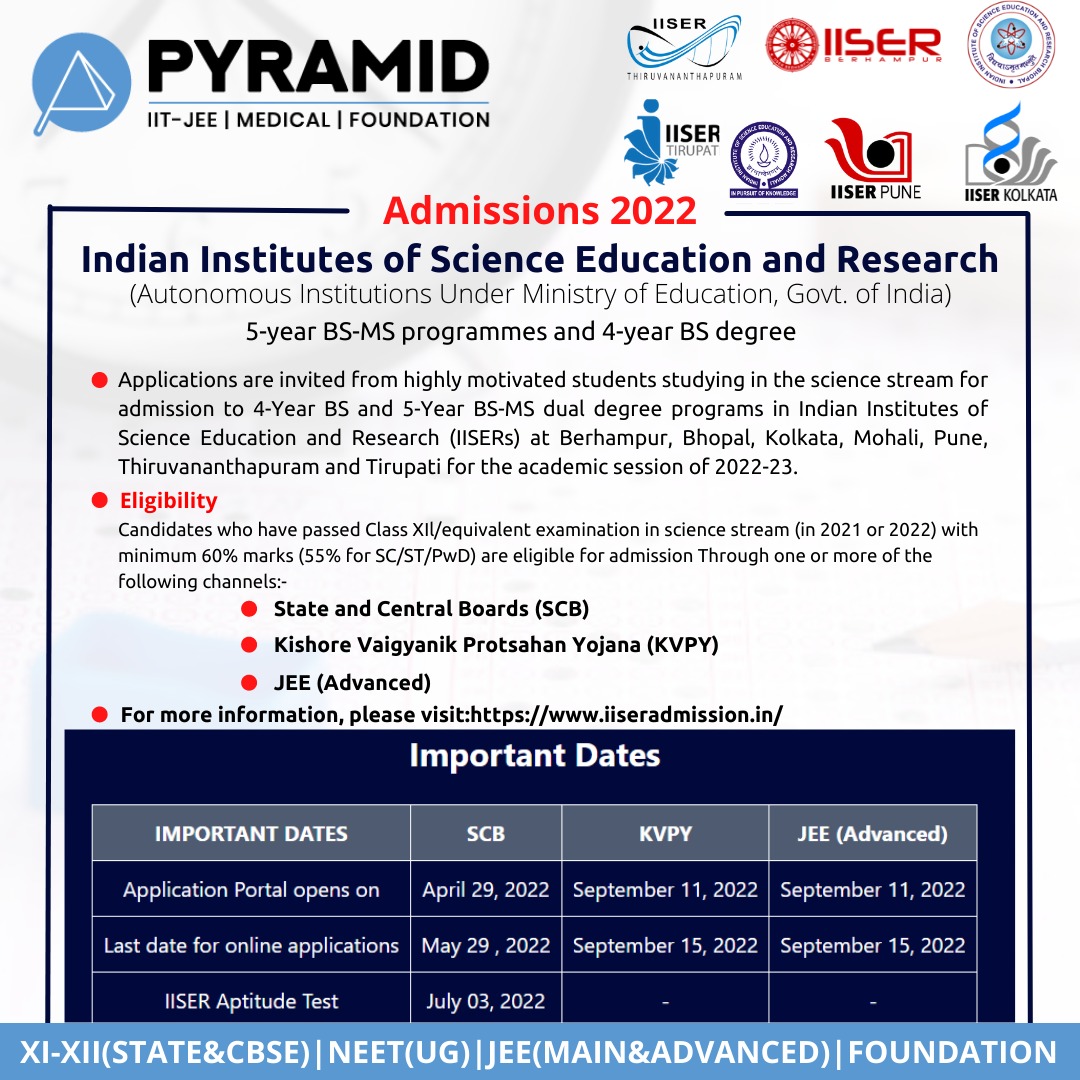 PYRAMID
IIT-JEE | MEDICAL | FOUNDATION
IISER
THIRUVANANTHAPURAM
IISER
BERHAMPUR
INDIAN INSTITUTE OF SCIENCE EDUCATION AND RESEARCH BHOPAL
IISER
TIRUPAT
IN PURSUIT OF KNOWLEDGE
IISER PUNE
IISER KOLKATA
Admissions 2022
Indian Institutes of Science Education and Research
(Autonomous Institutions Under Ministry of Education, Govt. of India)
5-year BS-MS programmes and 4-year BS degree
Applications are invited from highly motivated students studying in the science stream for
admission to 4-Year BS and 5-Year BS-MS dual degree programs in Indian Institutes of
Science Education and Research (IISERs) at Berhampur, Bhopal, Kolkata, Mohali, Pune,
Thiruvananthapuram and Tirupati for the academic session of 2022-23.
Eligibility
Candidates who have passed Class XIl/equivalent examination in science stream (in 2021 or 2022) with
minimum 60% marks (55% for SC/ST/PwD) are eligible for admission Through one or more of the
following channels:-
State and Central Boards (SCB)
Kishore Vaigyanik Protsahan Yojana (KVPY)
JEE (Advanced)
For more information, please visit:https://www.iiseradmission.in/
Important Dates
IMPORTANT DATES SCB KVPY JEE (Advanced)
Application Portal opens on April 29, 2022 September 11, 2022 September 11, 2022
Last date for online applications May 29 , 2022 September 15, 2022 September 15, 2022
IISER Aptitude Test July 03, 2022 - -
XI-XII(STATE&CBSE)|NEET(UG)|JEE(MAIN&ADVANCED)|FOUNDATION